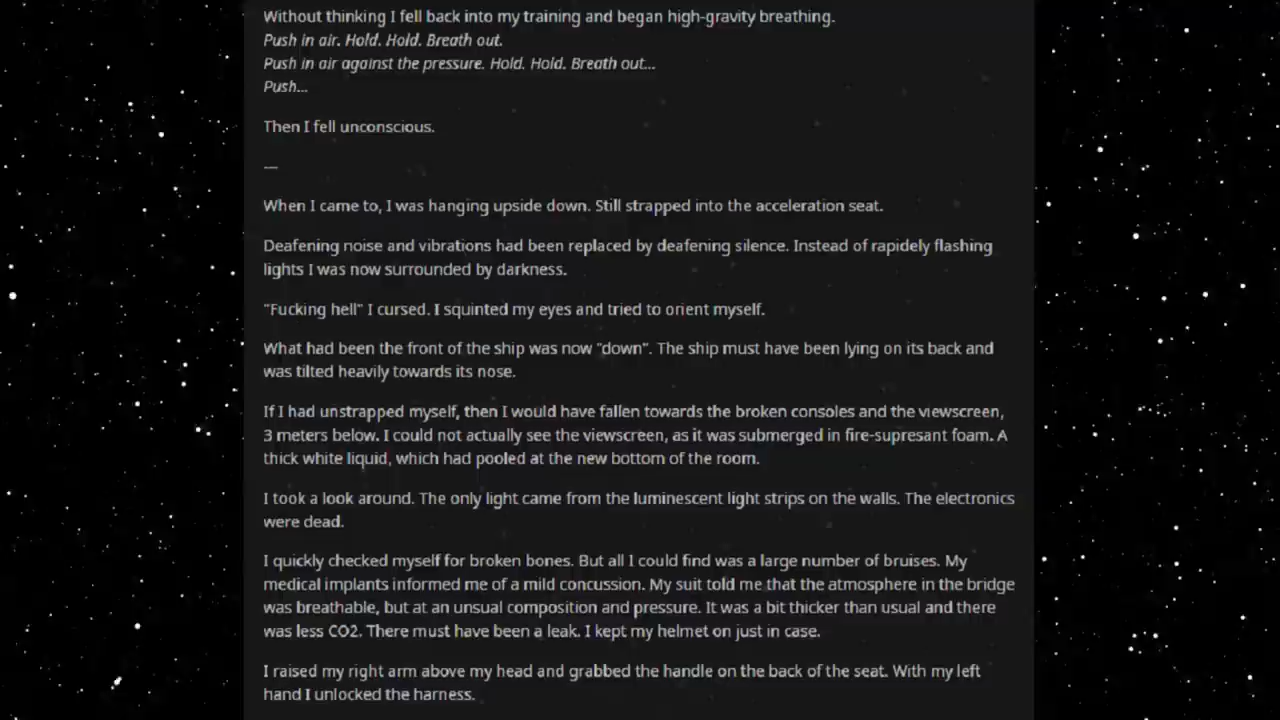 Without thinking I fell back into my training and began high-gravity breathing.
Push in air. Hold. Hold. Breath out.
Push in air against the pressure. Hold. Hold. Breath out...
Push...
Then I fell unconscious.
—
When I came to, I was hanging upside down. Still strapped into the acceleration seat.
Deafening noise and vibrations had been replaced by deafening silence. Instead of rapidely flashing
lights I was now surrounded by darkness.
"Fucking hell" I cursed. I squinted my eyes and tried to orient myself.
What had been the front of the ship was now "down". The ship must have been lying on its back and
was tilted heavily towards its nose.
If I had unstrapped myself, then I would have fallen towards the broken consoles and the viewscreen,
3 meters below. I could not actually see the viewscreen, as it was submerged in fire-supresant foam. A
thick white liquid, which had pooled at the new bottom of the room.
I took a look around. The only light came from the luminescent light strips on the walls. The electronics
were dead.
I quickly checked myself for broken bones. But all I could find was a large number of bruises. My
medical implants informed me of a mild concussion. My suit told me that the atmosphere in the bridge
was breathable, but at an unusual composition and pressure. It was a bit thicker than usual and there
was less CO2. There must have been a leak. I kept my helmet on just in case.
I raised my right arm above my head and grabbed the handle on the back of the seat. With my left
hand I unlocked the harness.